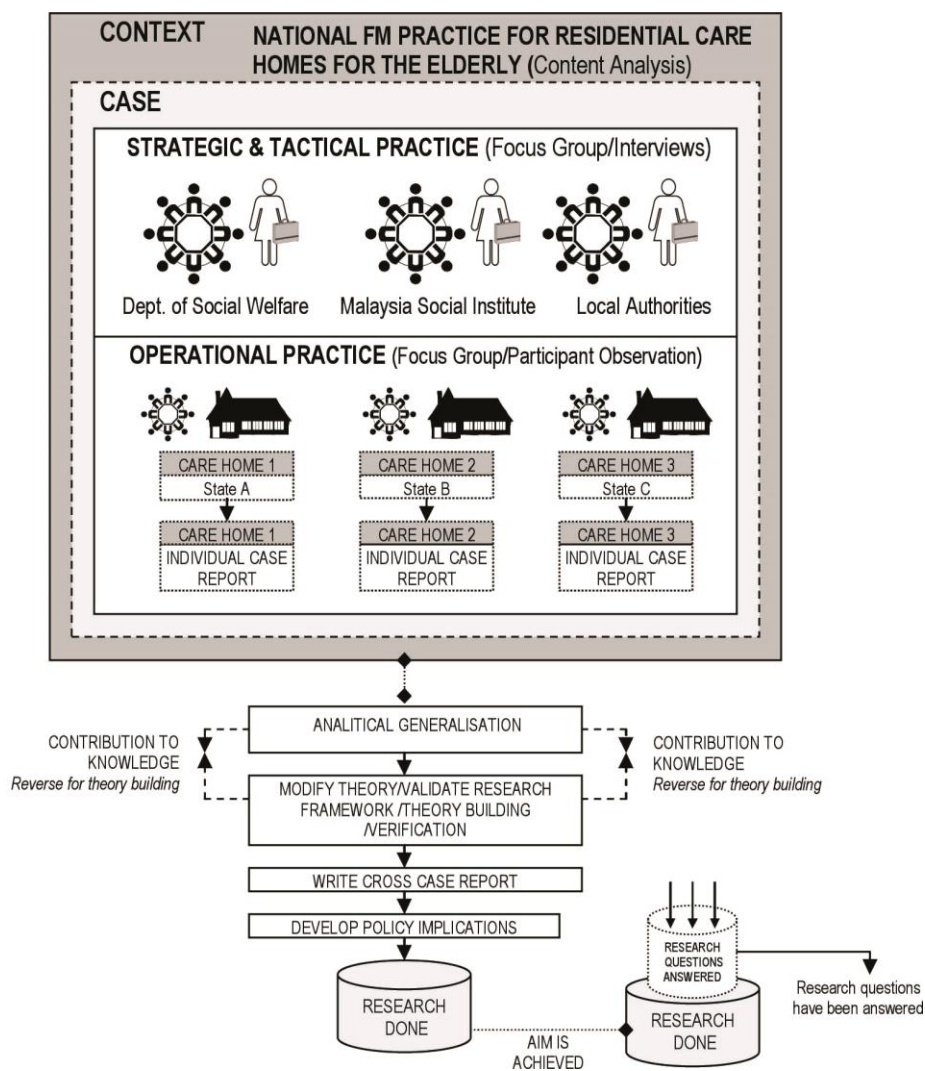 CONTEXT NATIONAL FM PRACTICE FOR RESIDENTIAL CARE
HOMES FOR THE ELDERLY (Content Analysis)
CASE
STRATEGIC & TACTICAL PRACTICE (Focus Group/Interviews)
Dept. of Social Welfare
Malaysia Social Institute
Local Authorities
OPERATIONAL PRACTICE (Focus Group/Participant Observation)
CARE HOME 1
State A
CARE HOME 1
INDIVIDUAL CASE
REPORT
CARE HOME 2
State B
CARE HOME 2
INDIVIDUAL CASE
REPORT
CARE HOME 3
State C
CARE HOME 3
INDIVIDUAL CASE
REPORT
ANALITICAL GENERALISATION
CONTRIBUTION TO
KNOWLEDGE
Reverse for theory building
CONTRIBUTION TO
KNOWLEDGE
Reverse for theory building
MODIFY THEORY/VALIDATE RESEARCH
FRAMEWORK /THEORY BUILDING
/VERIFICATION
WRITE CROSS CASE REPORT
DEVELOP POLICY IMPLICATIONS
RESEARCH
DONE
AIM IS
ACHIEVED
RESEARCH
QUESTIONS
ANSWERED
RESEARCH
DONE
Research questions
have been answered